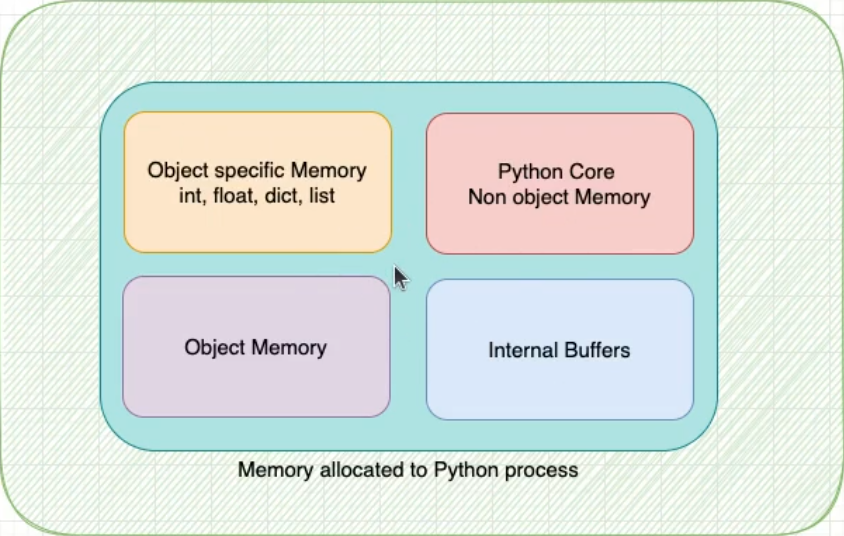 Object specific Memory
int, float, dict, list
Python Core
Non object Memory
Object Memory
Internal Buffers
Memory allocated to Python process